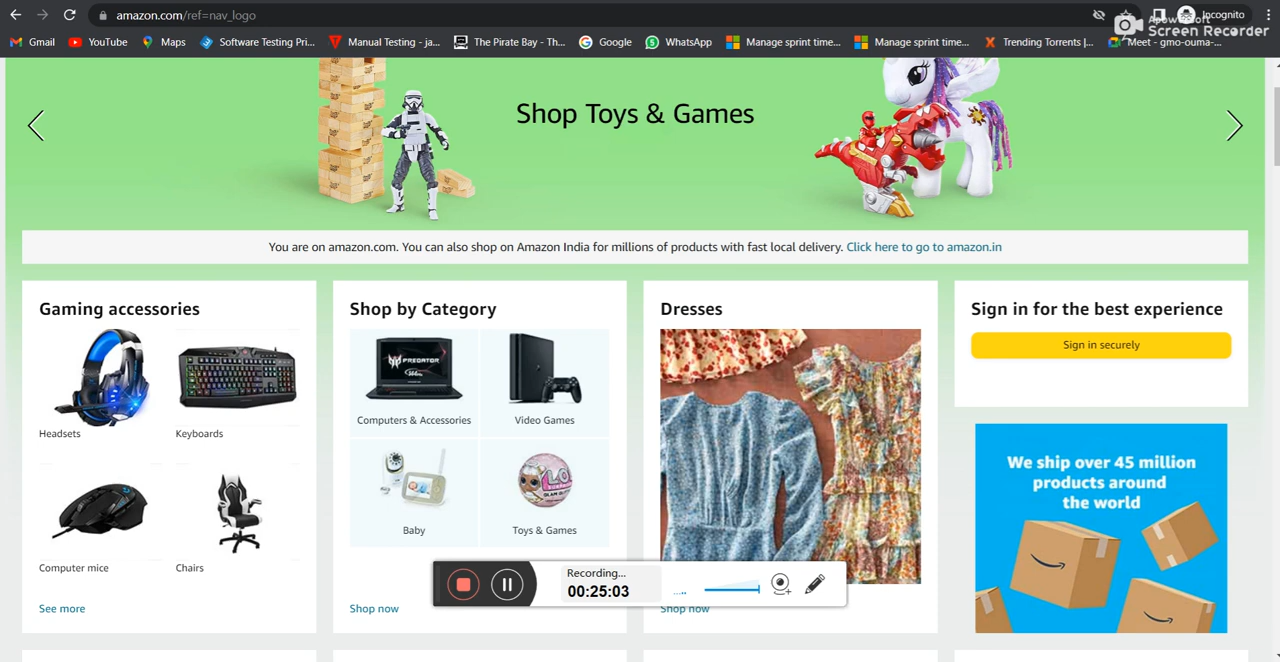 amazon.com/ref=nav_logo
Incognito
Apowersoft
Screen Recorder
Gmail
YouTube
Maps
Software Testing Pri...
Manual Testing - ja...
The Pirate Bay - Th...
Google
WhatsApp
Manage sprint time...
Manage sprint time...
Trending Torrents |...
Meet - gmo-ouma-...
Shop Toys & Games
You are on amazon.com. You can also shop on Amazon India for millions of products with fast local delivery. Click here to go to amazon.in
Gaming accessories
Headsets
Keyboards
Computer mice
Chairs
See more
Shop by Category
PREDATOR
Computers & Accessories
Video Games
Baby
Toys & Games
Shop now
Dresses
Shop now
Sign in for the best experience
Sign in securely
We ship over 45 million
products around
the world
Recording...
00:25:03